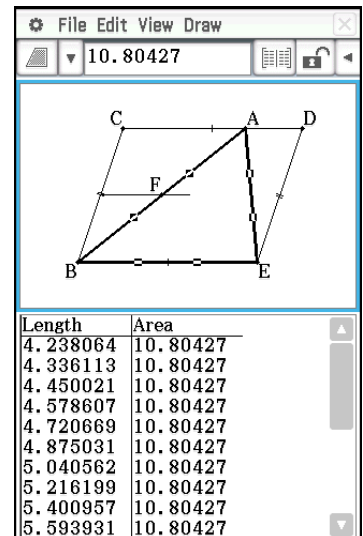 File Edit View Draw
10.80427
C A D
F
B E
Length Area
4.238064 10.80427
4.336113 10.80427
4.450021 10.80427
4.578607 10.80427
4.720669 10.80427
4.875031 10.80427
5.040562 10.80427
5.216199 10.80427
5.400957 10.80427
5.593931 10.80427